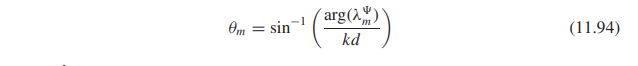 θ_m = sin⁻¹ ( arg(λ_m^Ψ) / kd ) (11.94)